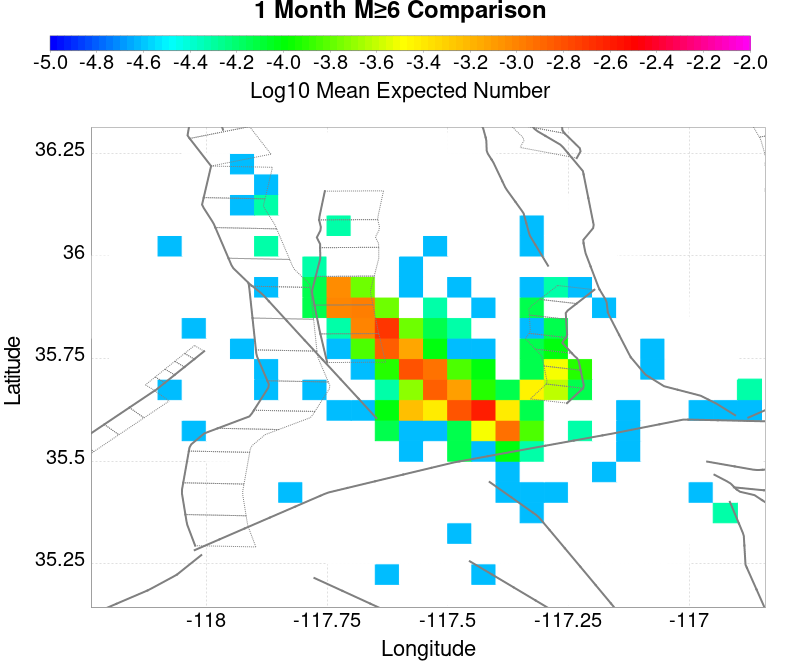 1 Month M≥6 Comparison
-5.0 -4.8 -4.6 -4.4 -4.2 -4.0 -3.8 -3.6 -3.4 -3.2 -3.0 -2.8 -2.6 -2.4 -2.2 -2.0
Log10 Mean Expected Number
36.25
36
35.75
35.5
35.25
Latitude
-118 -117.75 -117.5 -117.25 -117
Longitude